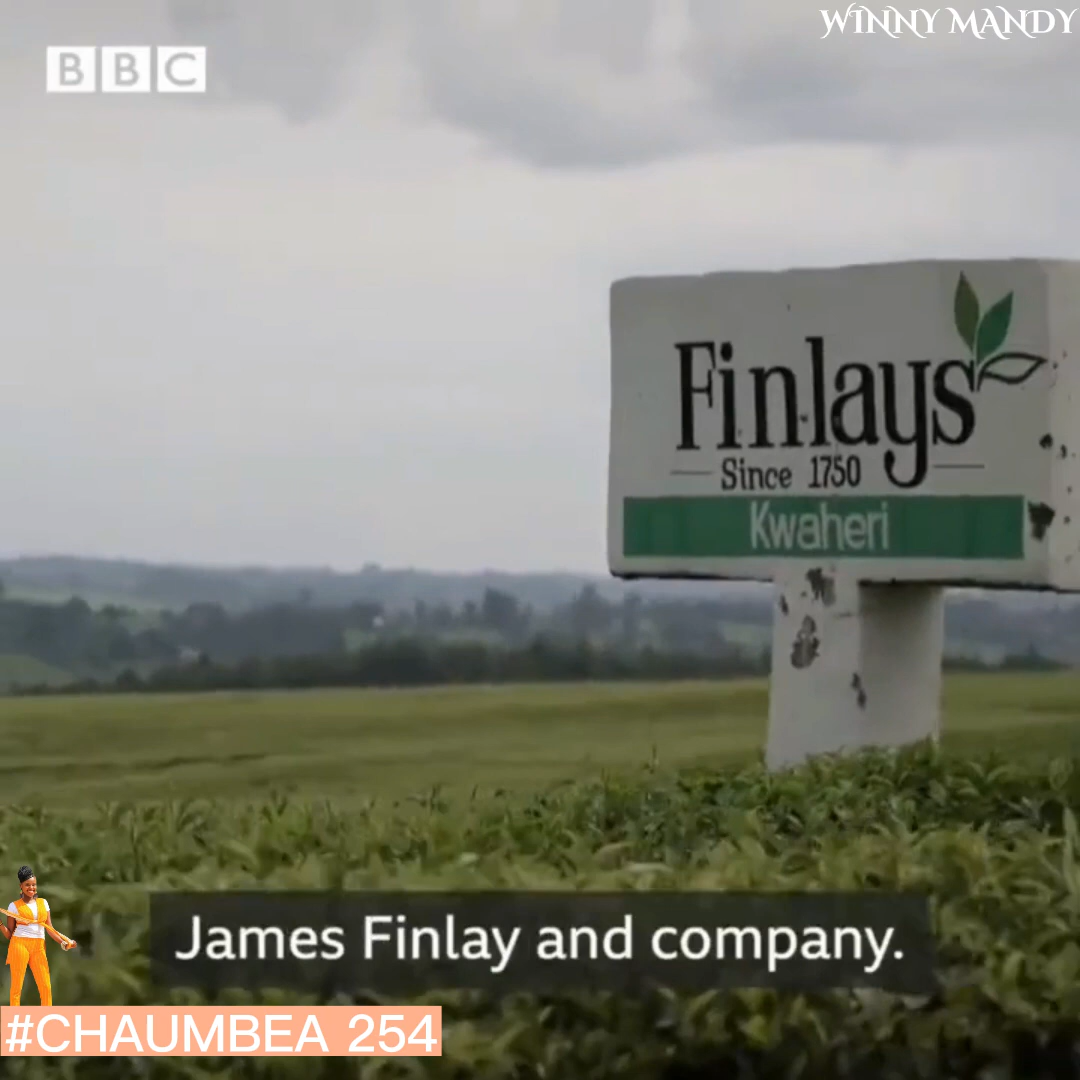 WINNY MANDY
BBC
Finlays
Since 1750
Kwaheri
James Finlay and company.
#CHAUMBEA 254